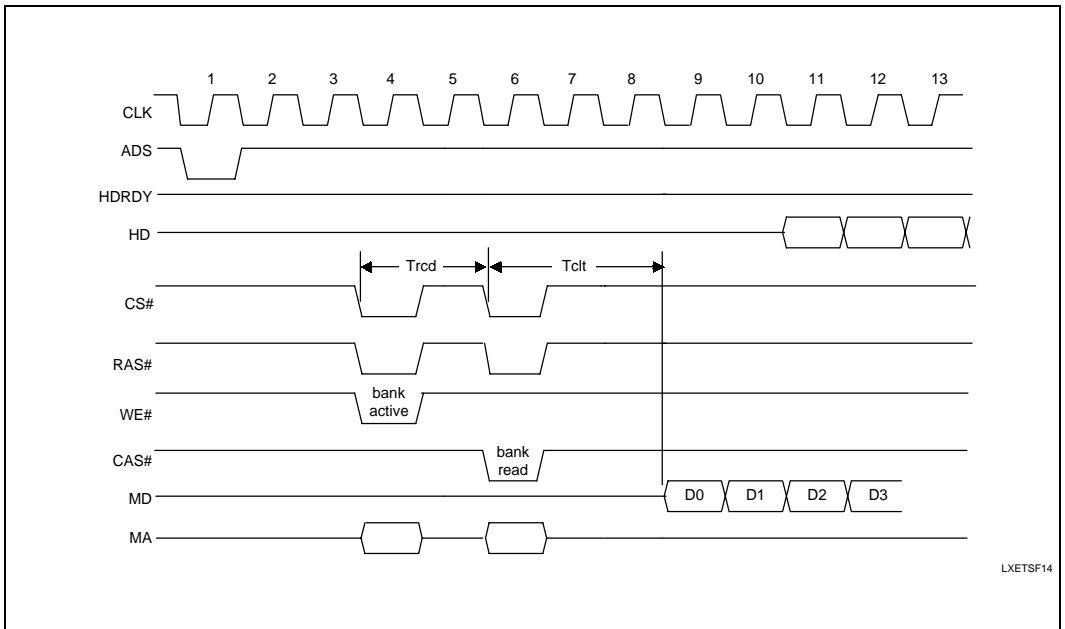 1 2 3 4 5 6 7 8 9 10 11 12 13
CLK
ADS
HDRDY
HD
Trcd Tclt
CS#
RAS#
bank
active
WE#
bank
read
CAS#
MD D0 D1 D2 D3
MA
LXETSF14